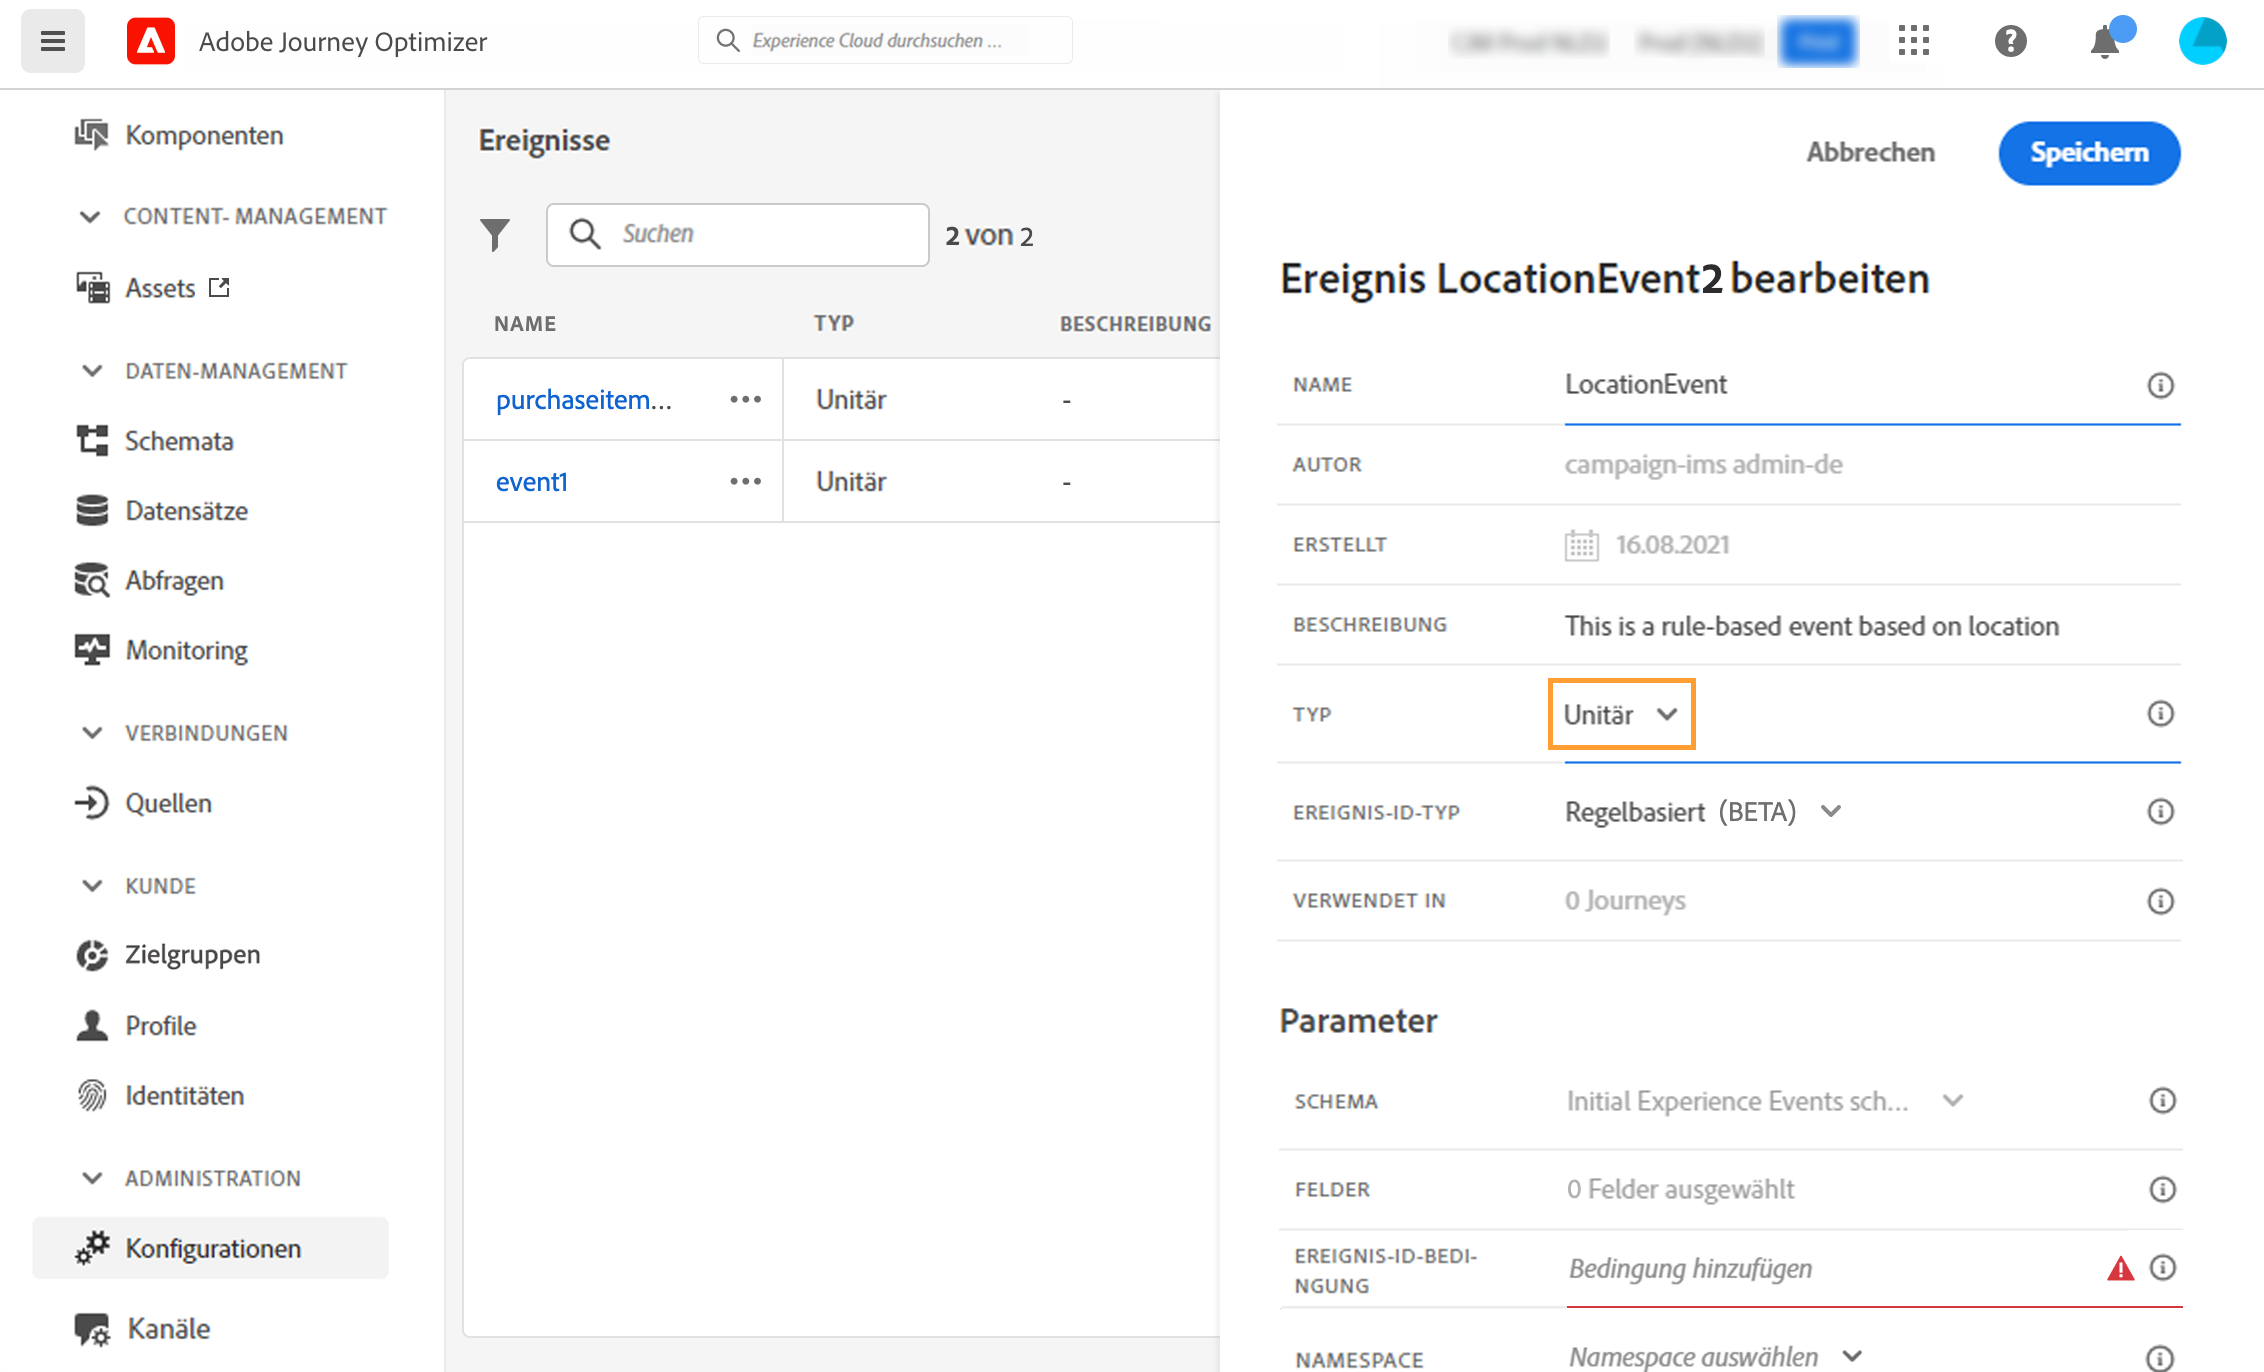 Adobe Journey Optimizer
Experience Cloud durchsuchen ...
Komponenten
CONTENT- MANAGEMENT
Assets
DATEN-MANAGEMENT
Schemata
Datensätze
Abfragen
Monitoring
VERBINDUNGEN
Quellen
KUNDE
Zielgruppen
Profile
Identitäten
ADMINISTRATION
Konfigurationen
Kanäle
Ereignisse
Suchen
2 von 2
NAME TYP BESCHREIBUNG
purchaseitem... Unitär -
event1 Unitär -
Abbrechen
Speichern
Ereignis LocationEvent2 bearbeiten
NAME LocationEvent
AUTOR campaign-ims admin-de
ERSTELLT 16.08.2021
BESCHREIBUNG This is a rule-based event based on location
TYP Unitär
EREIGNIS-ID-TYP Regelbasiert (BETA)
VERWENDET IN 0 Journeys
Parameter
SCHEMA Initial Experience Events sch...
FELDER 0 Felder ausgewählt
EREIGNIS-ID-BEDI-
NGUNG
Bedingung hinzufügen
NAMESPACE Namespace auswählen